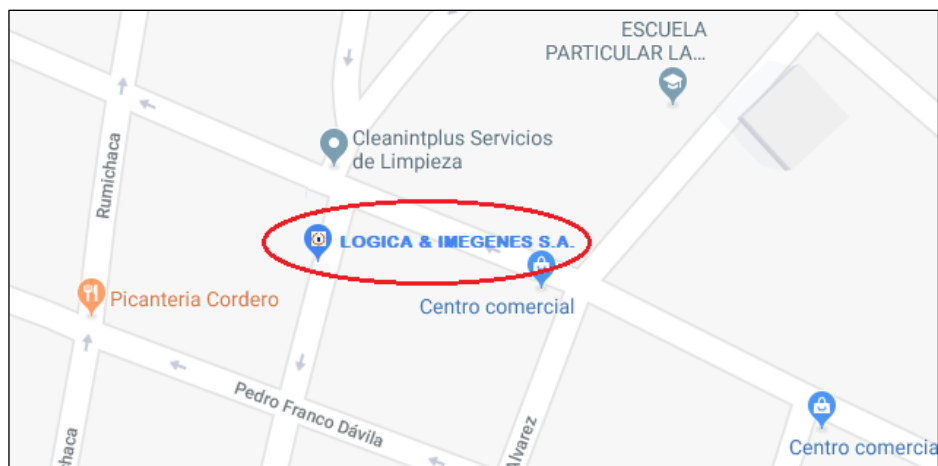 ESCUELA
PARTICULAR LA...
Cleanintplus Servicios
de Limpieza
Rumichaca
LOGICA & IMEGENES S.A.
Picanteria Cordero
Centro comercial
Pedro Franco Dávila
Alvarez
Centro comercia
chaca